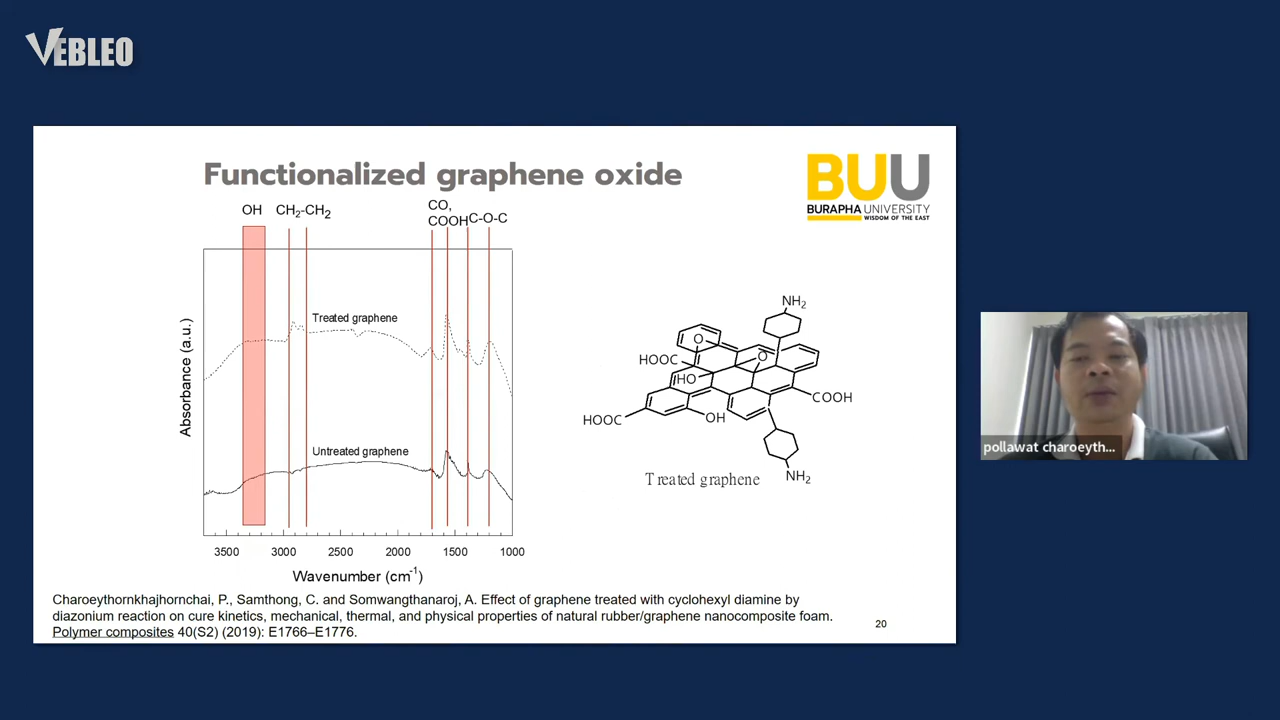 VEBLEO
Functionalized graphene oxide
BUU
BURAPHA UNIVERSITY
WISDOM OF THE EAST
OH
CH2-CH2
CO,
COOH
C-O-C
Treated graphene
Untreated graphene
Absorbance (a.u.)
3500 3000 2500 2000 1500 1000
Wavenumber (cm-1)
NH2
O
O
HOOC
HO
COOH
HOOC
OH
NH2
Treated graphene
pollawat charoeyth...
Charoeythornkhajhornchai, P., Samthong, C. and Somwangthanaroj, A. Effect of graphene treated with cyclohexyl diamine by
diazonium reaction on cure kinetics, mechanical, thermal, and physical properties of natural rubber/graphene nanocomposite foam.
Polymer composites 40(S2) (2019): E1766–E1776.
20